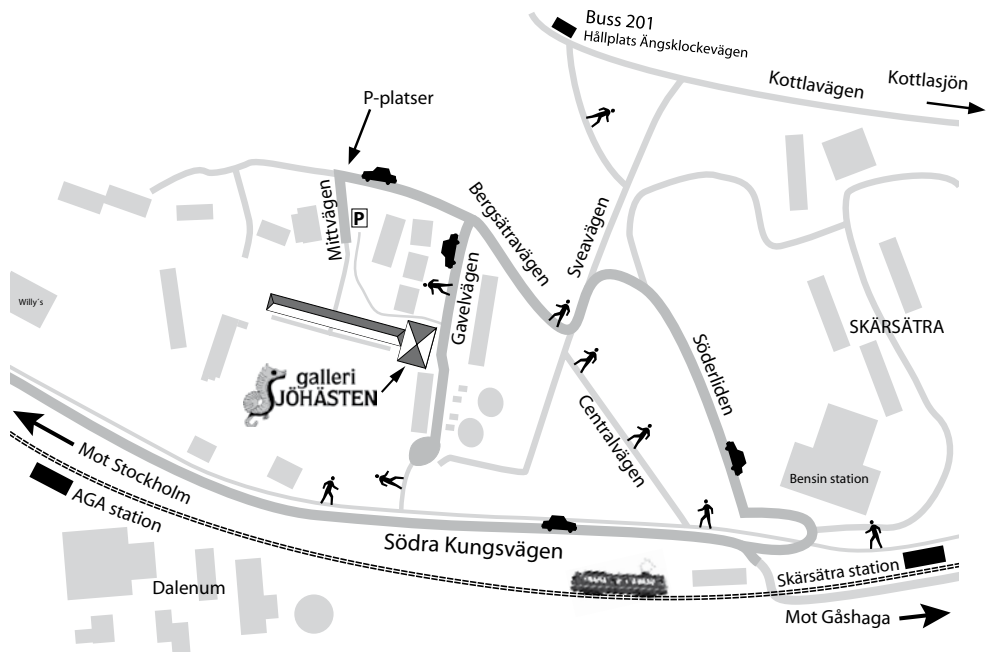 Buss 201
Hållplats Ängsklockevägen
Kottlavägen
Kottlasjön
P-platser
Mittvägen
P
Bergsätravägen
Sveavägen
Gavelvägen
Willy´s
SKÄRSÄTRA
Söderliden
galleri
SJÖHÄSTEN
Centralvägen
Bensin station
Mot Stockholm
AGA station
Södra Kungsvägen
Dalenum
Skärsätra station
Mot Gåshaga